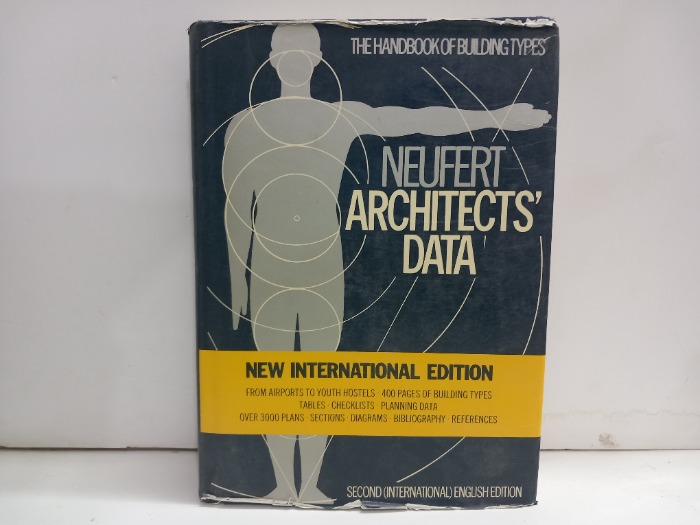 THE HANDBOOK OF BUILDING TYPES
NEUFERT
ARCHITECTS'
DATA
NEW INTERNATIONAL EDITION
FROM AIRPORTS TO YOUTH HOSTELS · 400 PAGES OF BUILDING TYPES
TABLES · CHECKLISTS · PLANNING DATA
OVER 3000 PLANS · SECTIONS · DIAGRAMS · BIBLIOGRAPHY · REFERENCES
SECOND (INTERNATIONAL) ENGLISH EDITION